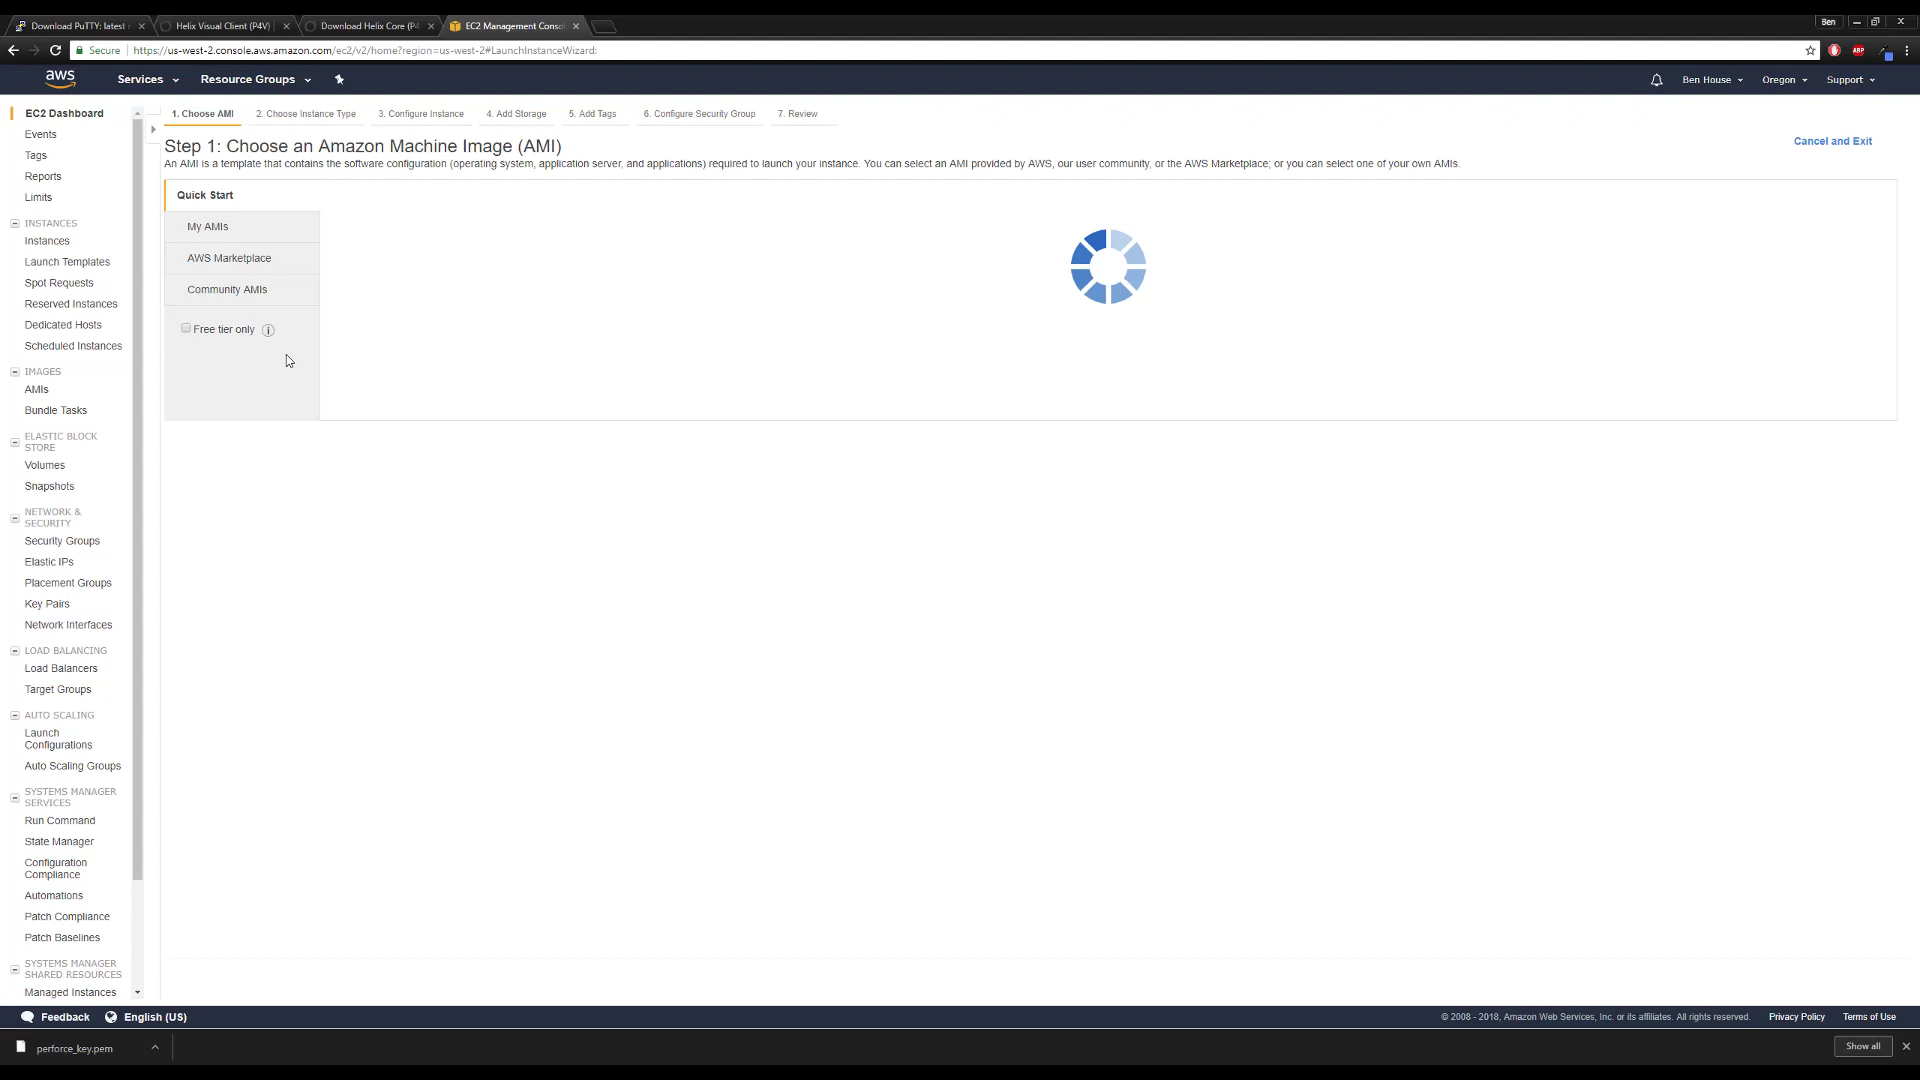 Download PuTTY: latest
Helix Visual Client (P4V)
Download Helix Core (P4
EC2 Management Consol
Ben
Secure
https://us-west-2.console.aws.amazon.com/ec2/v2/home?region=us-west-2#LaunchInstanceWizard:
ABP
aws
Services
Resource Groups
Ben House
Oregon
Support
EC2 Dashboard
Events
Tags
Reports
Limits
INSTANCES
Instances
Launch Templates
Spot Requests
Reserved Instances
Dedicated Hosts
Scheduled Instances
IMAGES
AMIs
Bundle Tasks
ELASTIC BLOCK
STORE
Volumes
Snapshots
NETWORK &
SECURITY
Security Groups
Elastic IPs
Placement Groups
Key Pairs
Network Interfaces
LOAD BALANCING
Load Balancers
Target Groups
AUTO SCALING
Launch
Configurations
Auto Scaling Groups
SYSTEMS MANAGER
SERVICES
Run Command
State Manager
Configuration
Compliance
Automations
Patch Compliance
Patch Baselines
SYSTEMS MANAGER
SHARED RESOURCES
Managed Instances
1. Choose AMI
2. Choose Instance Type
3. Configure Instance
4. Add Storage
5. Add Tags
6. Configure Security Group
7. Review
Step 1: Choose an Amazon Machine Image (AMI)
Cancel and Exit
An AMI is a template that contains the software configuration (operating system, application server, and applications) required to launch your instance. You can select an AMI provided by AWS, our user community, or the AWS Marketplace; or you can select one of your own AMIs.
Quick Start
My AMIs
AWS Marketplace
Community AMIs
Free tier only
i
Feedback
English (US)
© 2008 - 2018, Amazon Web Services, Inc. or its affiliates. All rights reserved.
Privacy Policy
Terms of Use
perforce_key.pem
Show all